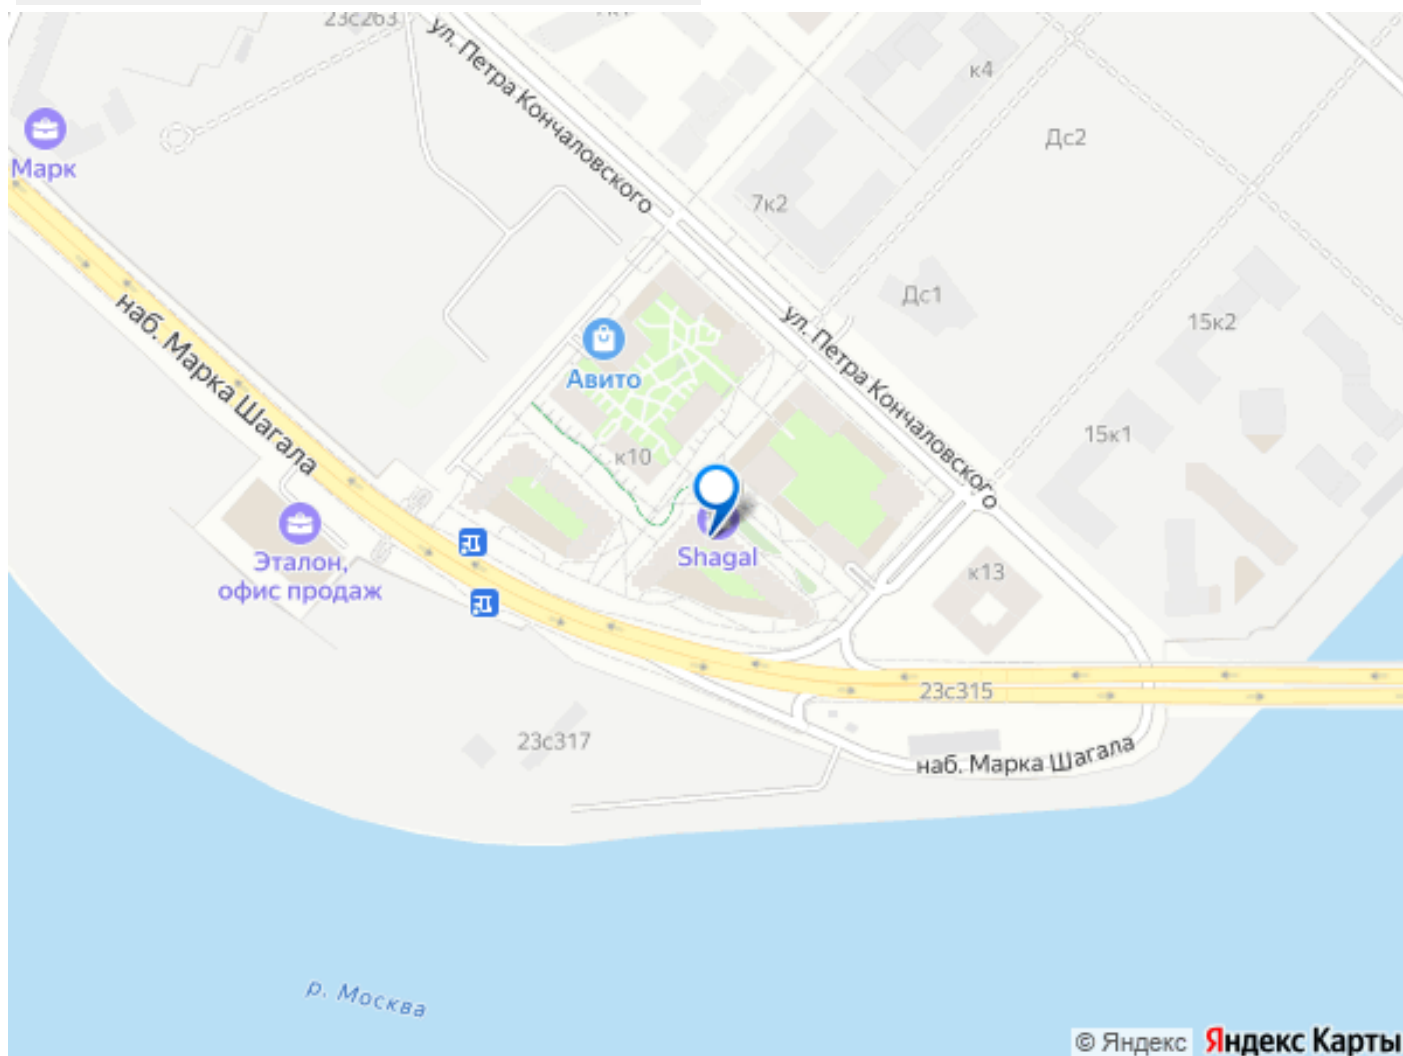 23с263
ул. Петра Кончаловского
к4
Марк
Дс2
7к2
Дс1
наб. Марка Шагала
ул. Петра Кончаловского
15к2
Авито
15к1
к10
Эталон,
офис продаж
Shagal
к13
23с315
23с317
наб. Марка Шагала
р. Москва
© Яндекс
Яндекс Карты